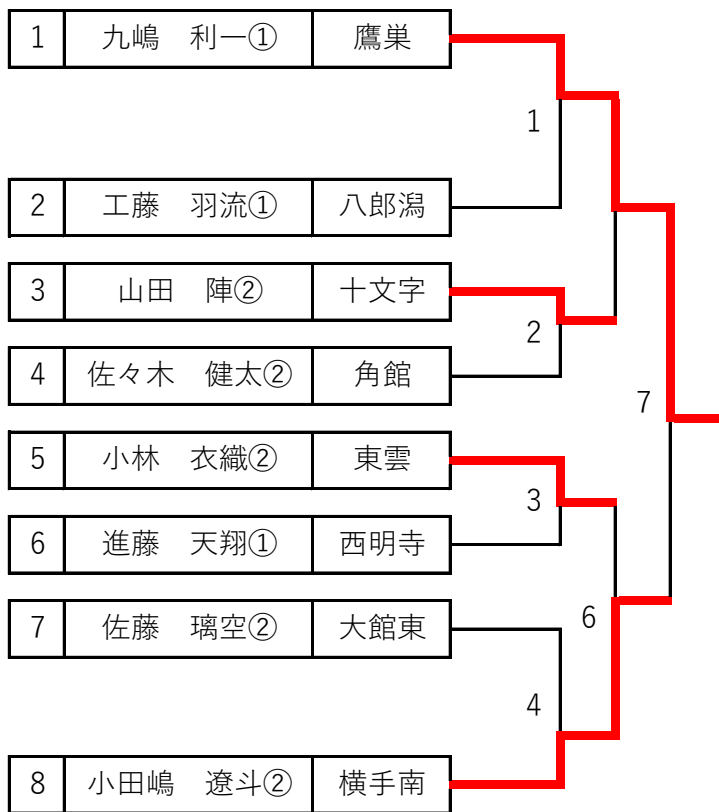 1 九嶋　利一① 鷹巣
1
2 工藤　羽流① 八郎潟
3 山田　陣② 十文字
2
4 佐々木　健太② 角館
7
5 小林　衣織② 東雲
3
6 進藤　天翔① 西明寺
7 佐藤　璃空② 大館東
6
4
8 小田嶋　遼斗② 横手南